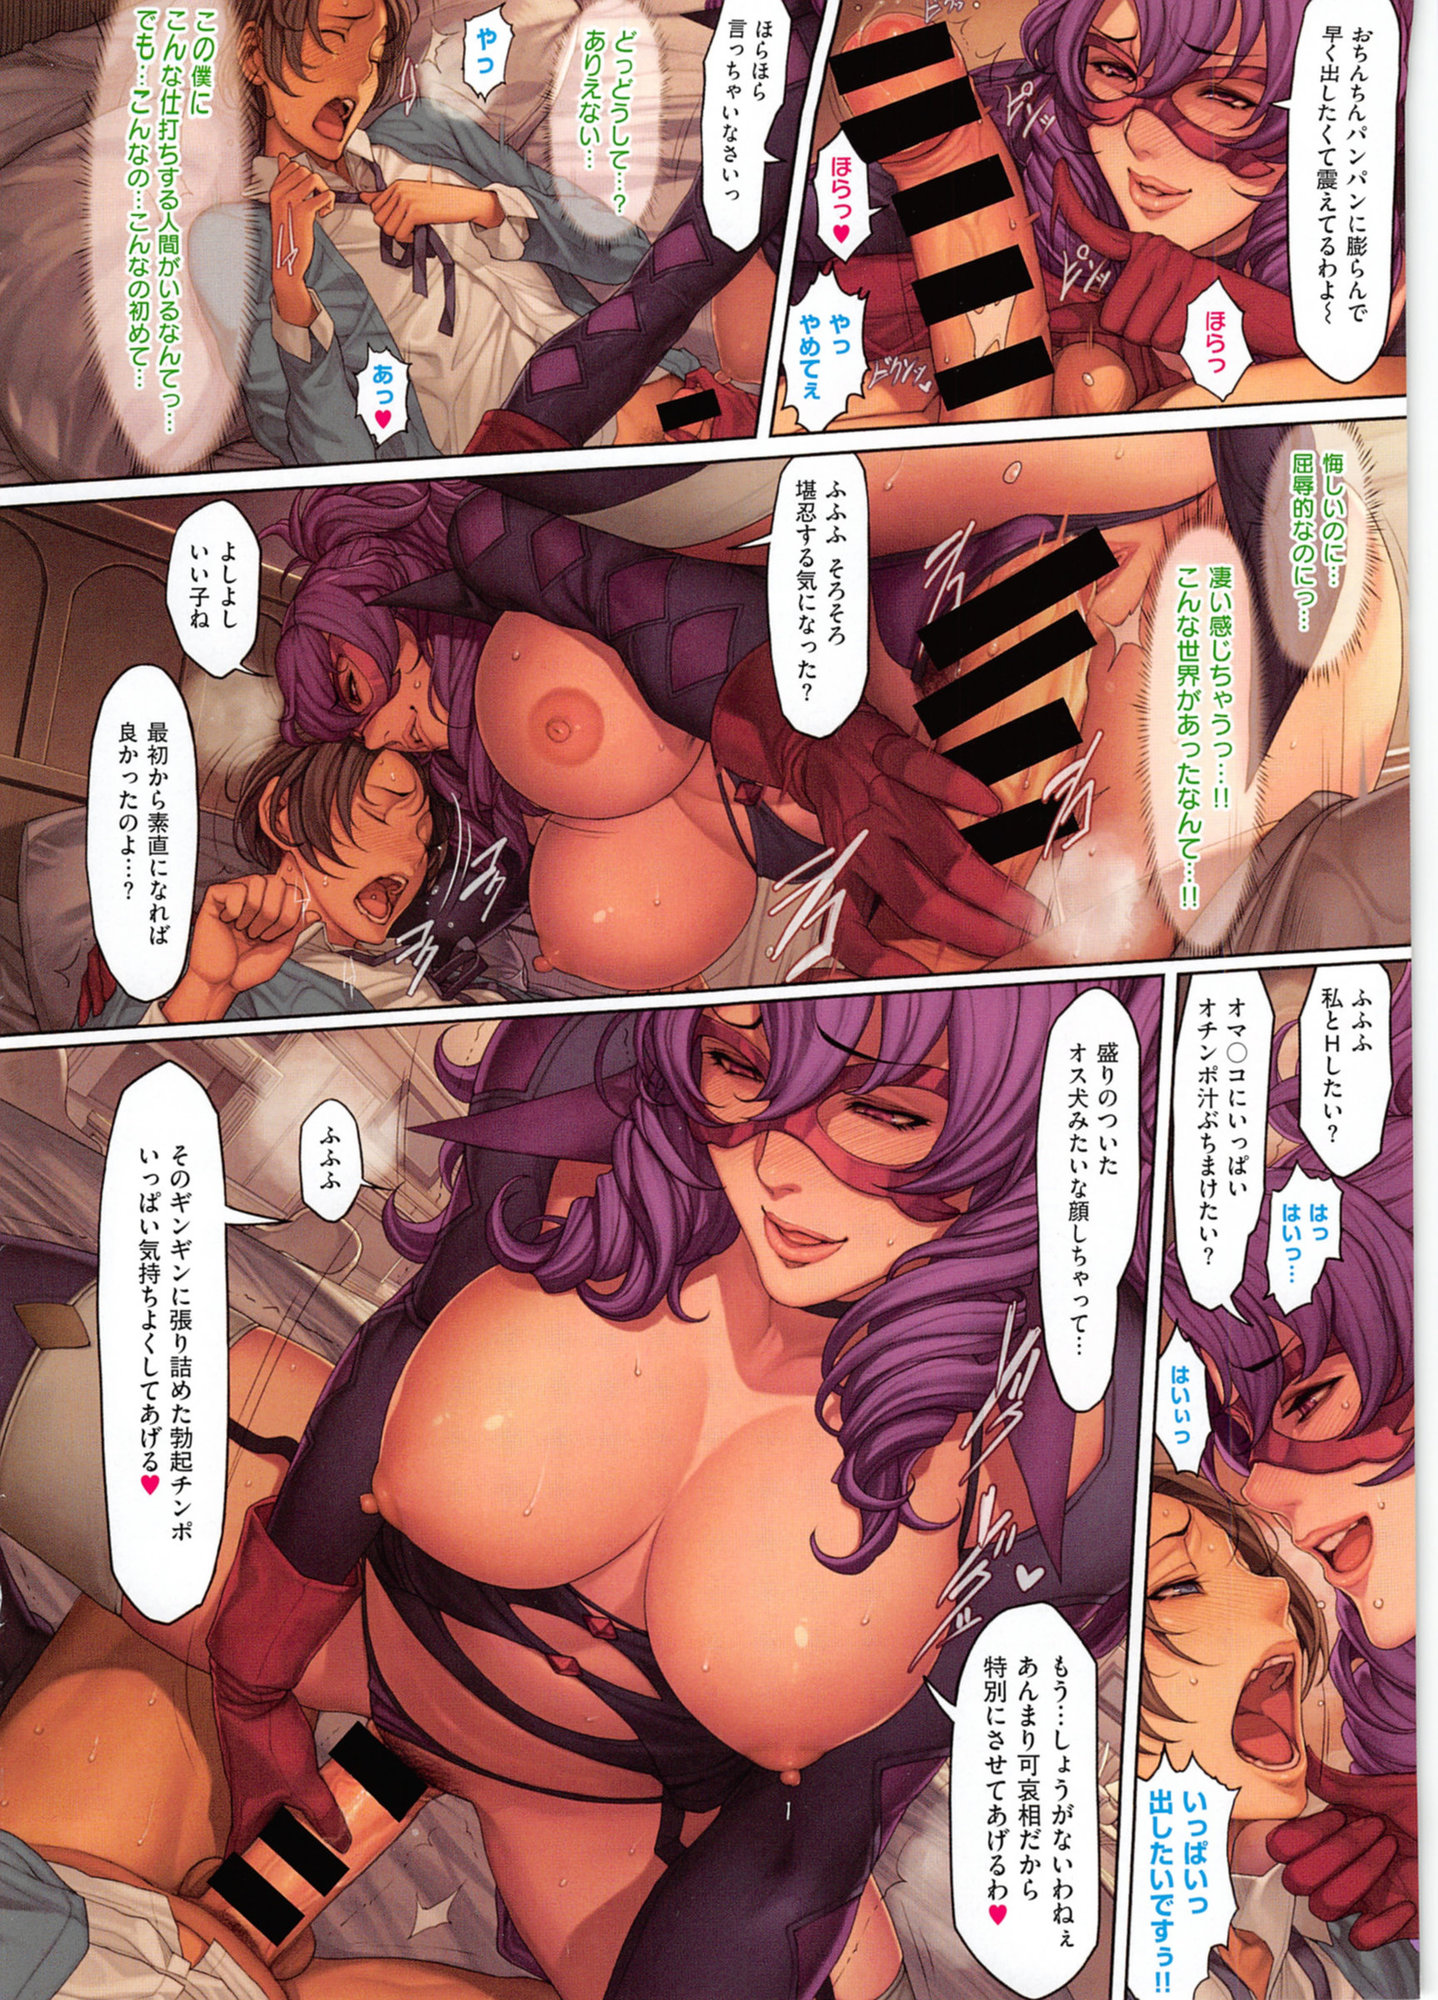 おちんちんパンパンに膨らんで
早く出したくて震えてるわよ～
ほらっ♥
ほらっ
やっ
やめてぇ
ほらほら
言っちゃいなさいっ
どっどうして…?
ありえない…
やっ
この僕に
こんな仕打ちする人間がいるなんてっ…
でも…こんなの…こんなの初めて…
あっ♥
悔しいのに…
屈辱的なのにっ…
凄い感じちゃうっ…!!
こんな世界があったなんて…!!
ふふふ そろそろ
堪忍する気になった?
よしよし
いい子ね
最初から素直になれば
良かったのよ…?
ふふふ
私とHしたい?
はっ
はいっ…
オマ〇コにいっぱい
オチンポ汁ぶちまけたい?
はいぃっ
いっぱいっ
出したいですぅ!!
盛りのついた
オス犬みたいな顔しちゃって…
もう…しょうがないわねぇ
あんまり可哀相だから
特別にさせてあげるわ♥
ふふふ
そのギンギンに張り詰めた勃起チンポ
いっぱい気持ちよくしてあげる♥